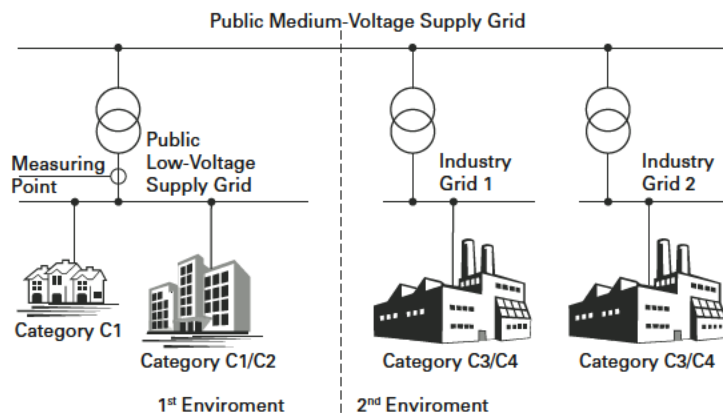 Public Medium-Voltage Supply Grid
Public
Low-Voltage
Supply Grid
Measuring
Point
Industry
Grid 1
Industry
Grid 2
Category C1
Category C1/C2
Category C3/C4
Category C3/C4
1st Enviroment
2nd Enviroment